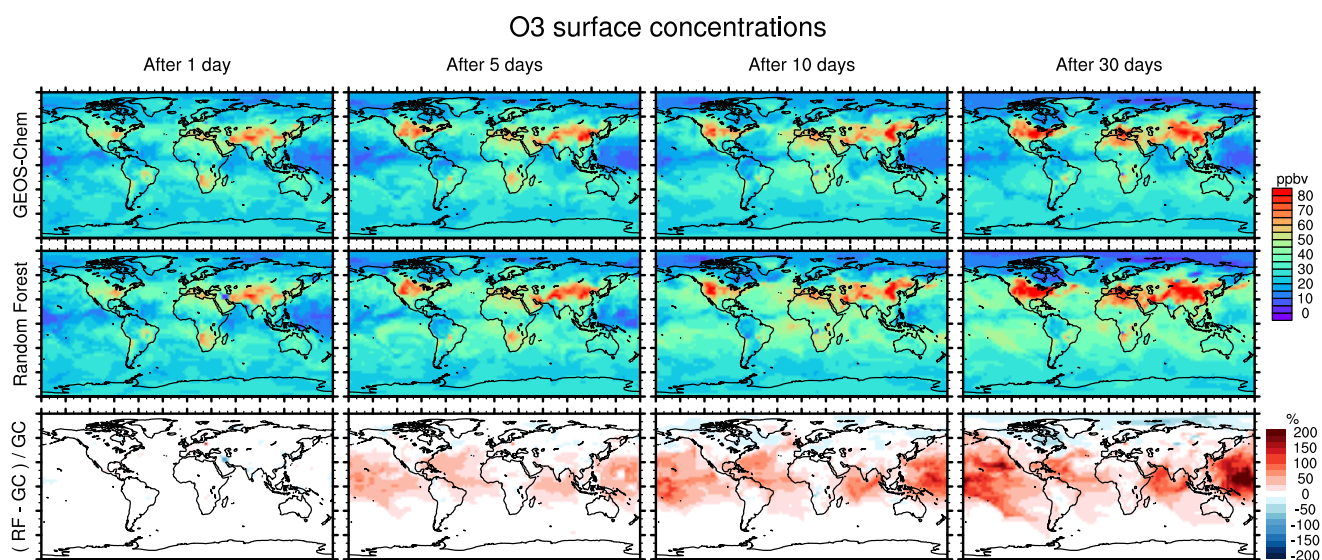 O3 surface concentrations
After 1 day
After 5 days
After 10 days
After 30 days
GEOS-Chem
ppbv
80
70
60
50
40
30
20
10
0
Random Forest
( RF - GC ) / GC
%
200
150
100
50
0
-50
-100
-150
-200